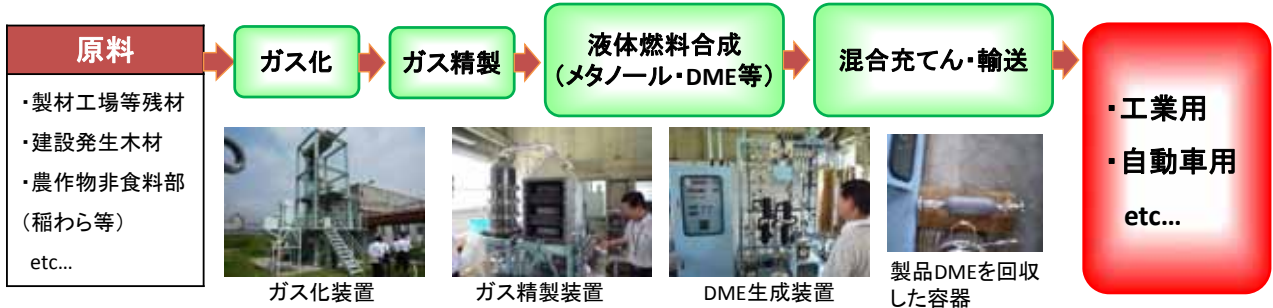 原料
・製材工場等残材
・建設発生木材
・農作物非食料部
（稲わら等）
etc…
ガス化
ガス精製
液体燃料合成
（メタノール・DME等）
混合充てん・輸送
・工業用
・自動車用
etc…
ガス化装置
ガス精製装置
DME生成装置
製品DMEを回収
した容器